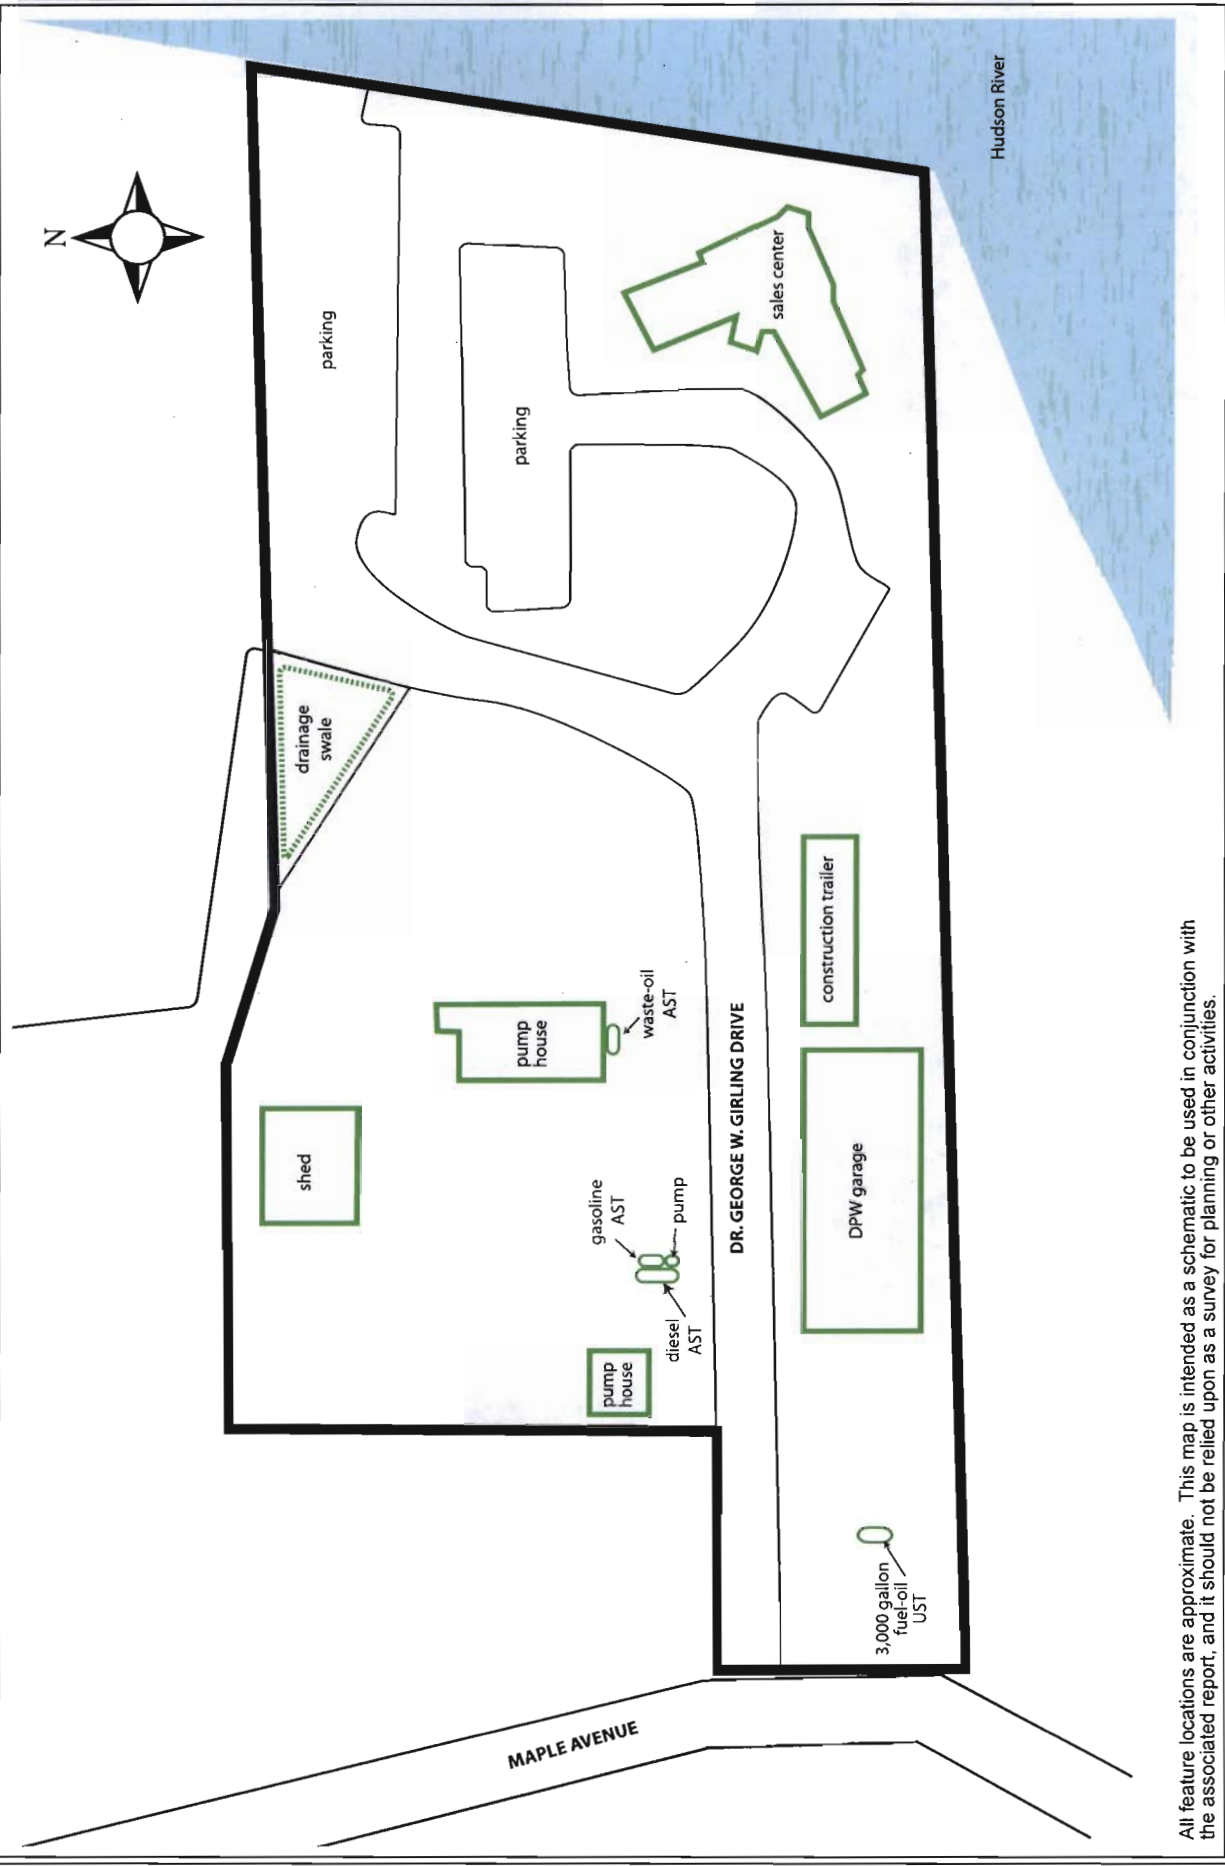 N
Hudson River
parking
parking
sales center
drainage
swale
shed
pump
house
waste-oil
AST
construction trailer
DR. GEORGE W. GIRLING DRIVE
gasoline
AST
pump
diesel
AST
pump
house
DPW garage
3,000 gallon
fuel-oil
UST
MAPLE AVENUE
All feature locations are approximate. This map is intended as a schematic to be used in conjunction with
the associated report, and it should not be relied upon as a survey for planning or other activities.